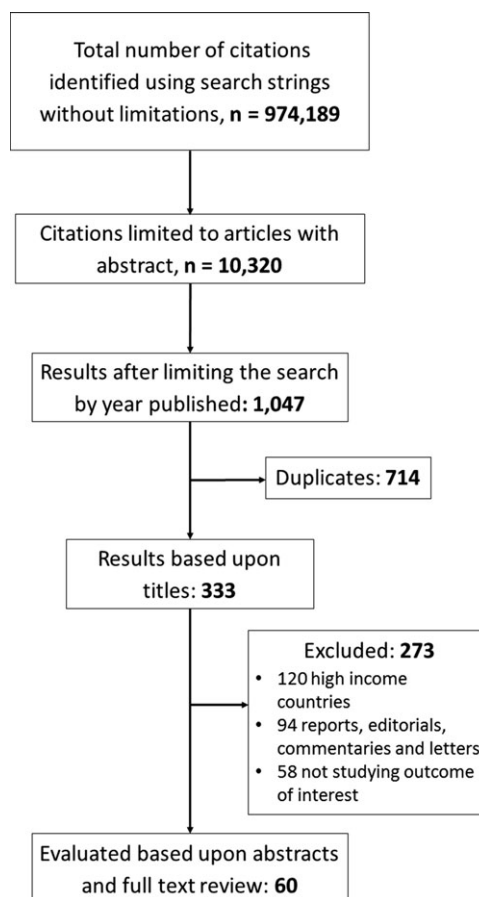 Total number of citations
identified using search strings
without limitations, n = 974,189
Citations limited to articles with
abstract, n = 10,320
Results after limiting the search
by year published: 1,047
Duplicates: 714
Results based upon
titles: 333
Excluded: 273
• 120 high income
countries
• 94 reports, editorials,
commentaries and letters
• 58 not studying outcome
of interest
Evaluated based upon abstracts
and full text review: 60